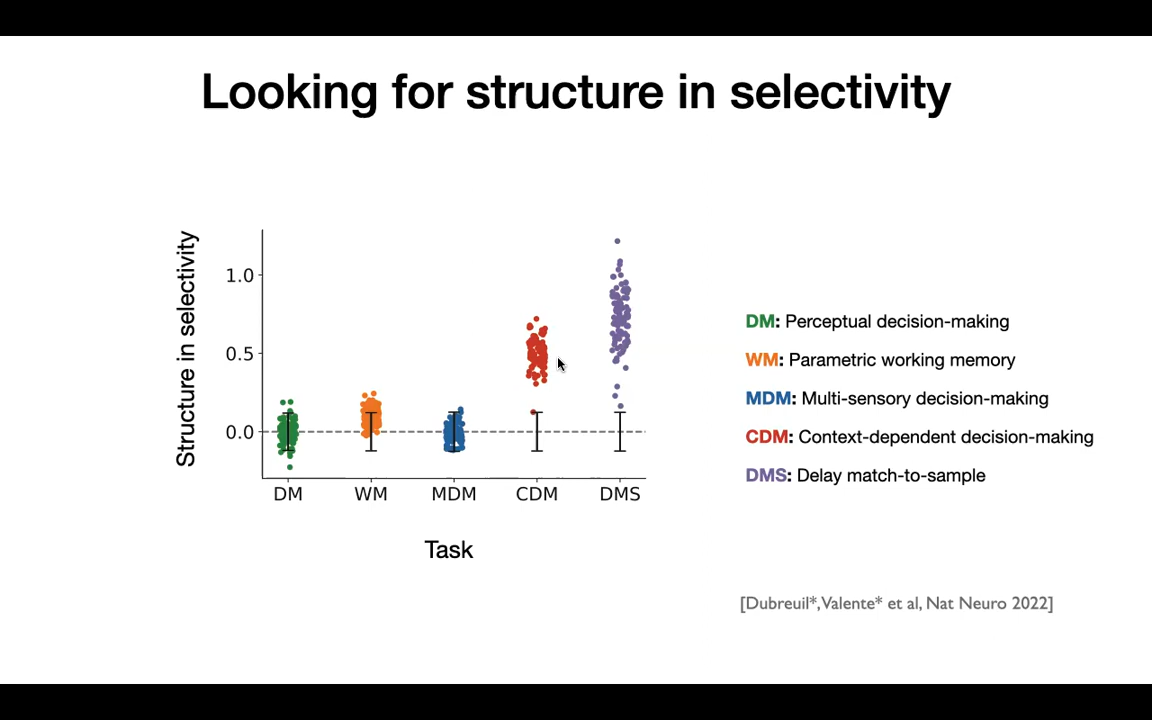 Looking for structure in selectivity
Structure in selectivity
1.0
0.5
0.0
DM WM MDM CDM DMS
Task
DM: Perceptual decision-making
WM: Parametric working memory
MDM: Multi-sensory decision-making
CDM: Context-dependent decision-making
DMS: Delay match-to-sample
[Dubreuil*,Valente* et al, Nat Neuro 2022]